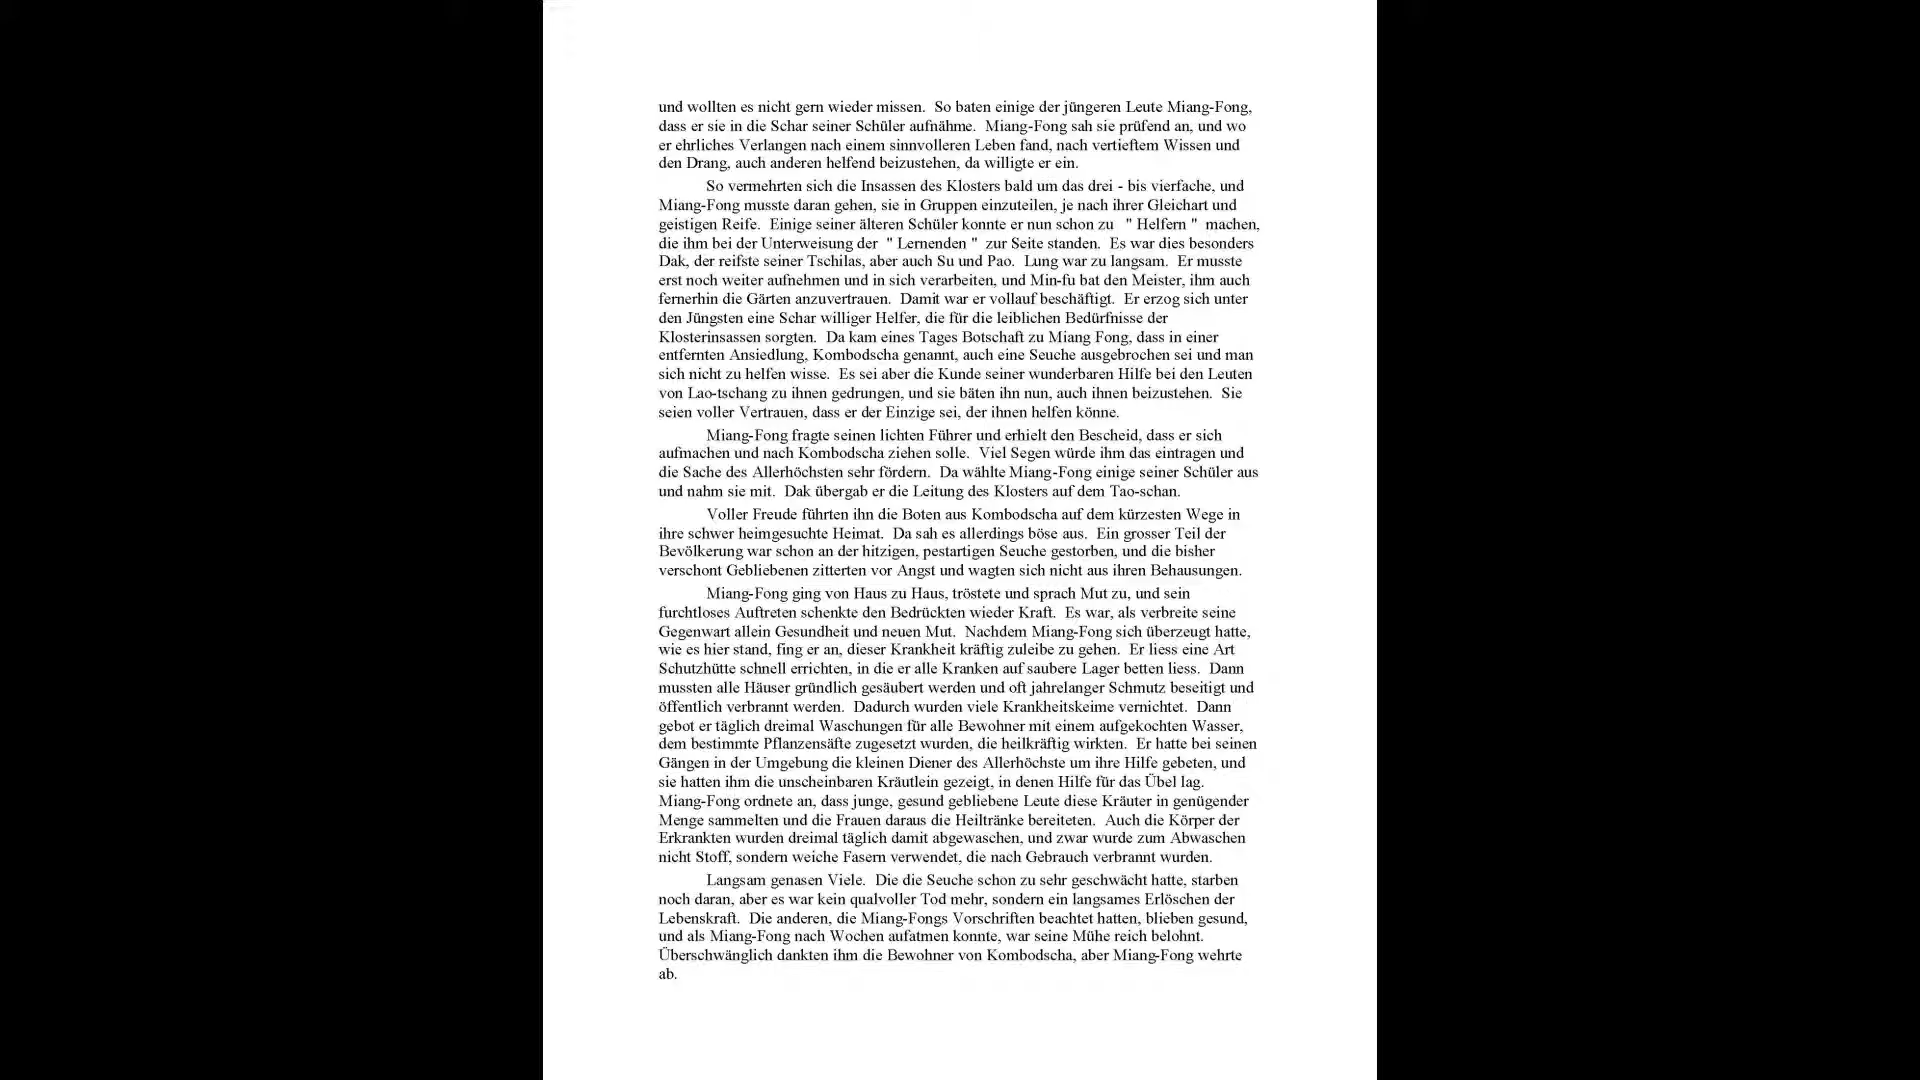 und wollten es nicht gern wieder missen.  So baten einige der jüngeren Leute Miang-Fong,
dass er sie in die Schar seiner Schüler aufnähme.  Miang-Fong sah sie prüfend an, und wo
er ehrliches Verlangen nach einem sinnvolleren Leben fand, nach vertieftem Wissen und
den Drang, auch anderen helfend beizustehen, da willigte er ein.
So vermehrten sich die Insassen des Klosters bald um das drei - bis vierfache, und
Miang-Fong musste daran gehen, sie in Gruppen einzuteilen, je nach ihrer Gleichart und
geistigen Reife.  Einige seiner älteren Schüler konnte er nun schon zu   " Helfern "  machen,
die ihm bei der Unterweisung der  " Lernenden "  zur Seite standen.  Es war dies besonders
Dak, der reifste seiner Tschilas, aber auch Su und Pao.  Lung war zu langsam.  Er musste
erst noch weiter aufnehmen und in sich verarbeiten, und Min-fu bat den Meister, ihm auch
fernerhin die Gärten anzuvertrauen.  Damit war er vollauf beschäftigt.  Er erzog sich unter
den Jüngsten eine Schar williger Helfer, die für die leiblichen Bedürfnisse der
Klosterinsassen sorgten.  Da kam eines Tages Botschaft zu Miang Fong, dass in einer
entfernten Ansiedlung, Kombodscha genannt, auch eine Seuche ausgebrochen sei und man
sich nicht zu helfen wisse.  Es sei aber die Kunde seiner wunderbaren Hilfe bei den Leuten
von Lao-tschang zu ihnen gedrungen, und sie bäten ihn nun, auch ihnen beizustehen.  Sie
seien voller Vertrauen, dass er der Einzige sei, der ihnen helfen könne.
Miang-Fong fragte seinen lichten Führer und erhielt den Bescheid, dass er sich
aufmachen und nach Kombodscha ziehen solle.  Viel Segen würde ihm das eintragen und
die Sache des Allerhöchsten sehr fördern.  Da wählte Miang-Fong einige seiner Schüler aus
und nahm sie mit.  Dak übergab er die Leitung des Klosters auf dem Tao-schan.
Voller Freude führten ihn die Boten aus Kombodscha auf dem kürzesten Wege in
ihre schwer heimgesuchte Heimat.  Da sah es allerdings böse aus.  Ein grosser Teil der
Bevölkerung war schon an der hitzigen, pestartigen Seuche gestorben, und die bisher
verschont Gebliebenen zitterten vor Angst und wagten sich nicht aus ihren Behausungen.
Miang-Fong ging von Haus zu Haus, tröstete und sprach Mut zu, und sein
furchtloses Auftreten schenkte den Bedrückten wieder Kraft.  Es war, als verbreite seine
Gegenwart allein Gesundheit und neuen Mut.  Nachdem Miang-Fong sich überzeugt hatte,
wie es hier stand, fing er an, dieser Krankheit kräftig zuleibe zu gehen.  Er liess eine Art
Schutzhütte schnell errichten, in die er alle Kranken auf saubere Lager betten liess.  Dann
mussten alle Häuser gründlich gesäubert werden und oft jahrelanger Schmutz beseitigt und
öffentlich verbrannt werden.  Dadurch wurden viele Krankheitskeime vernichtet.  Dann
gebot er täglich dreimal Waschungen für alle Bewohner mit einem aufgekochten Wasser,
dem bestimmte Pflanzensäfte zugesetzt wurden, die heilkräftig wirkten.  Er hatte bei seinen
Gängen in der Umgebung die kleinen Diener des Allerhöchste um ihre Hilfe gebeten, und
sie hatten ihm die unscheinbaren Kräutlein gezeigt, in denen Hilfe für das Übel lag.
Miang-Fong ordnete an, dass junge, gesund gebliebene Leute diese Kräuter in genügender
Menge sammelten und die Frauen daraus die Heiltränke bereiteten.  Auch die Körper der
Erkrankten wurden dreimal täglich damit abgewaschen, und zwar wurde zum Abwaschen
nicht Stoff, sondern weiche Fasern verwendet, die nach Gebrauch verbrannt wurden.
Langsam genasen Viele.  Die die Seuche schon zu sehr geschwächt hatte, starben
noch daran, aber es war kein qualvoller Tod mehr, sondern ein langsames Erlöschen der
Lebenskraft.  Die anderen, die Miang-Fongs Vorschriften beachtet hatten, blieben gesund,
und als Miang-Fong nach Wochen aufatmen konnte, war seine Mühe reich belohnt.
Überschwänglich dankten ihm die Bewohner von Kombodscha, aber Miang-Fong wehrte
ab.